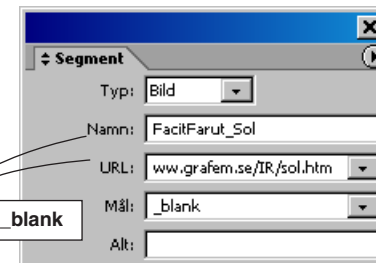 Segment
Typ: Bild
Namn: FacitFarut_Sol
URL: ww.grafem.se/IR/sol.htm
Mål: _blank
_blank
Alt: